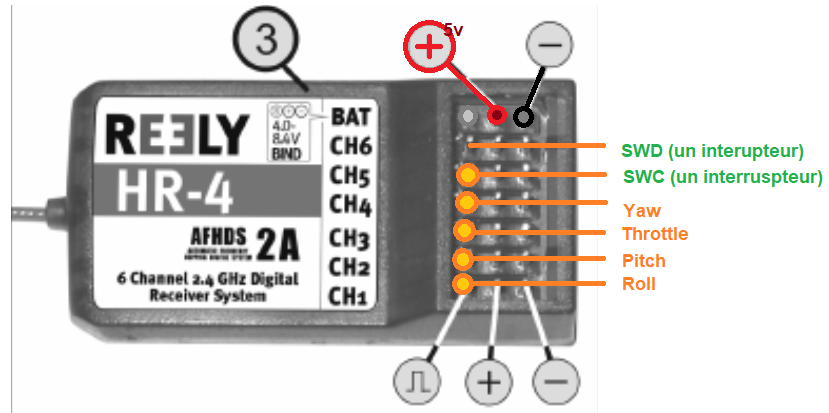 3
5v
REELY
HR-4
AFHDS 2A
6 Channel 2.4 GHz Digital
Receiver System
4.0-
8.4V
BIND
BAT
CH6
CH5
CH4
CH3
CH2
CH1
SWD (un interupteur)
SWC (un interruspteur)
Yaw
Throttle
Pitch
Roll